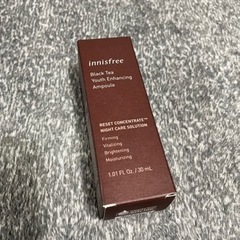 innisfree
Black Tea
Youth Enhancing
Ampoule
RESET CONCENTRATE™
NIGHT CARE SOLUTION
Firming
Vitalizing
Brightening
Moisturizing
1.01 Fl. Oz. / 30 mL